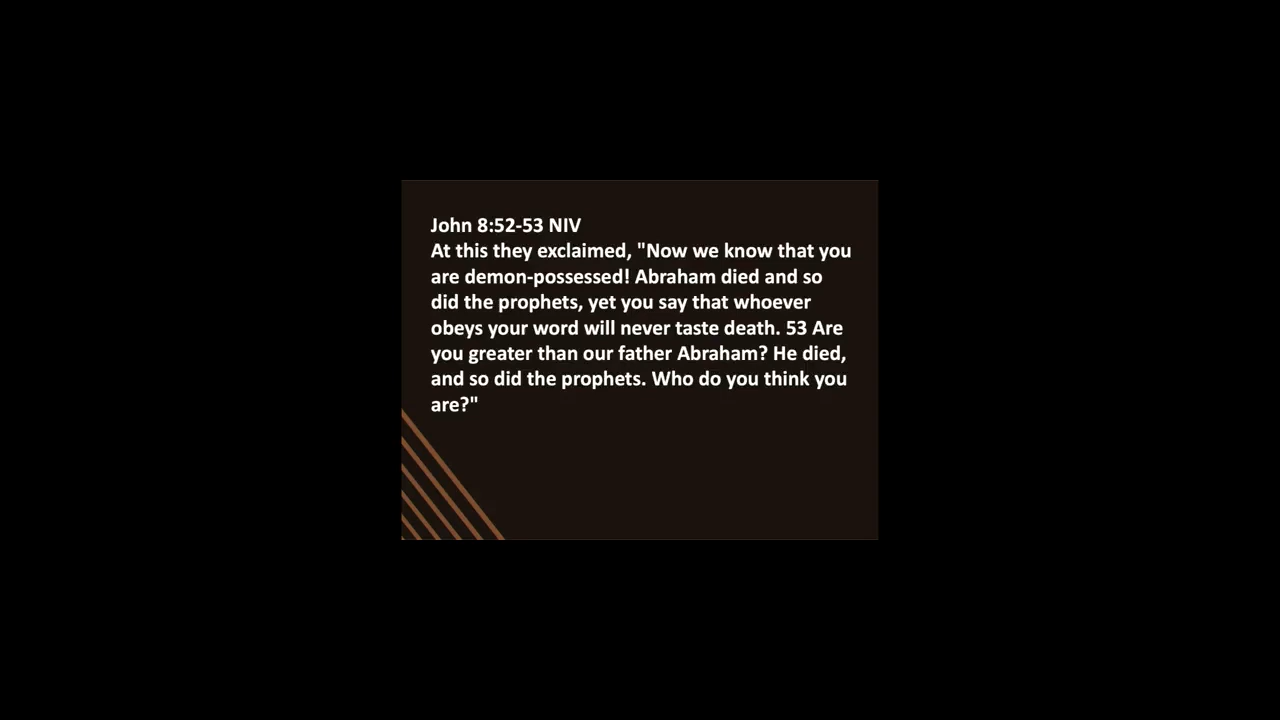 John 8:52-53 NIV
At this they exclaimed, "Now we know that you
are demon-possessed! Abraham died and so
did the prophets, yet you say that whoever
obeys your word will never taste death. 53 Are
you greater than our father Abraham? He died,
and so did the prophets. Who do you think you
are?"